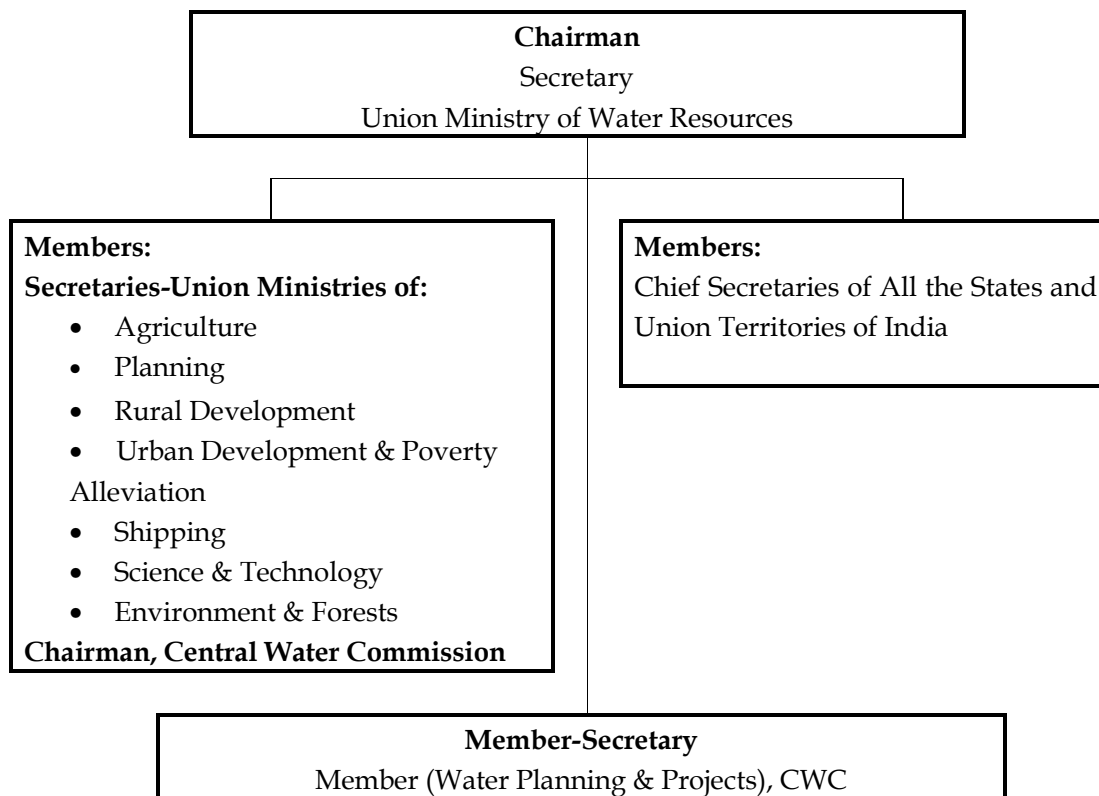 Chairman
Secretary
Union Ministry of Water Resources
Members:
Secretaries-Union Ministries of:
• Agriculture
• Planning
• Rural Development
• Urban Development & Poverty
Alleviation
• Shipping
• Science & Technology
• Environment & Forests
Chairman, Central Water Commission
Members:
Chief Secretaries of All the States and
Union Territories of India
Member-Secretary
Member (Water Planning & Projects), CWC